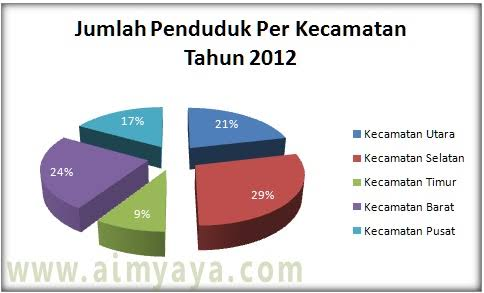 Jumlah Penduduk Per Kecamatan
Tahun 2012
17%
21%
24%
9%
29%
Kecamatan Utara
Kecamatan Selatan
Kecamatan Timur
Kecamatan Barat
Kecamatan Pusat
www.aimyaya.com